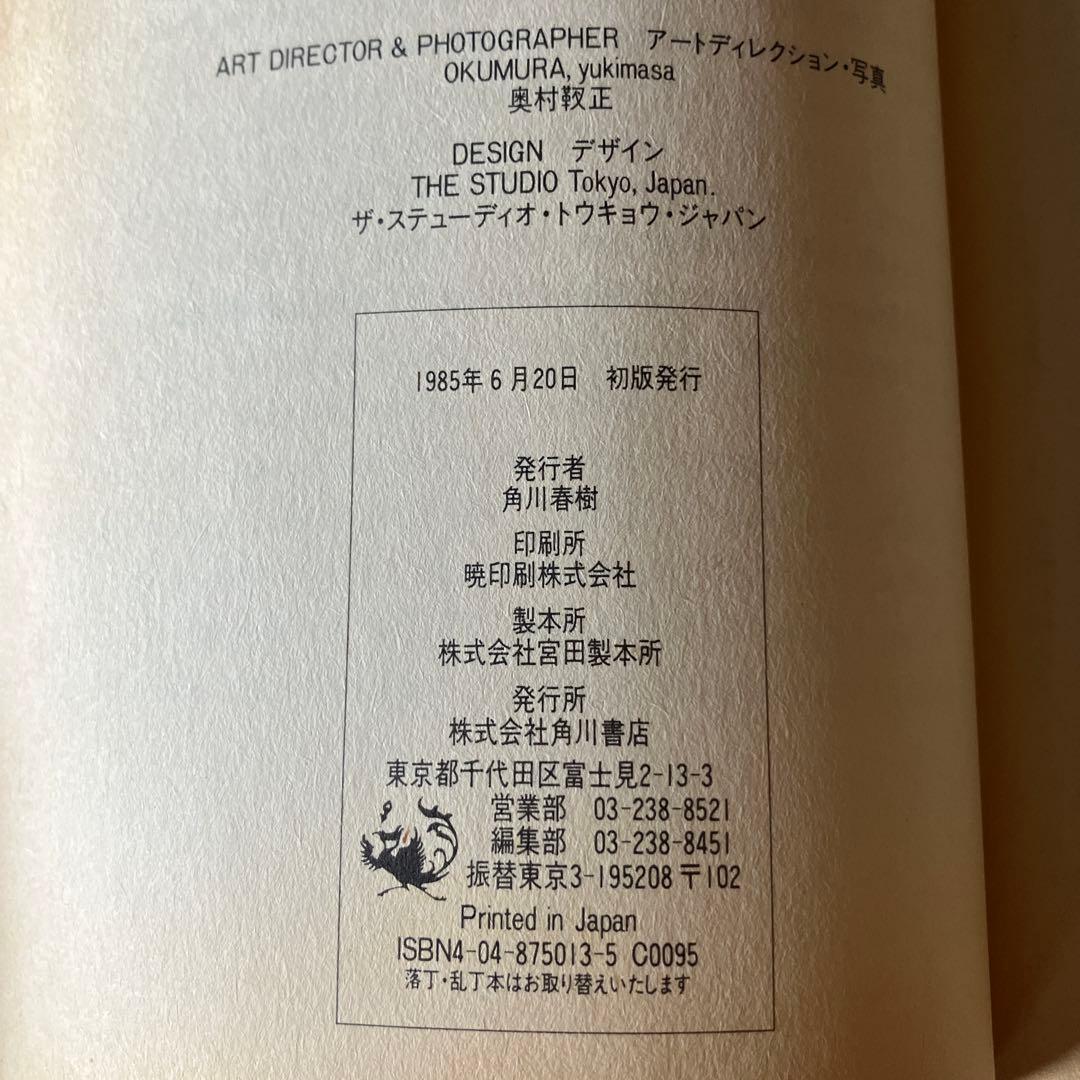 ART DIRECTOR & PHOTOGRAPHER　アートディレクション・写真
OKUMURA, yukimasa
奥村靫正
DESIGN　デザイン
THE STUDIO Tokyo, Japan.
ザ・ステューディオ・トウキョウ・ジャパン
1985年6月20日　初版発行
発行者
角川春樹
印刷所
暁印刷株式会社
製本所
株式会社宮田製本所
発行所
株式会社角川書店
東京都千代田区富士見2-13-3
営業部　03-238-8521
編集部　03-238-8451
振替東京3-195208 〒102
Printed in Japan
ISBN4-04-875013-5 C0095
落丁・乱丁本はお取り替えいたします